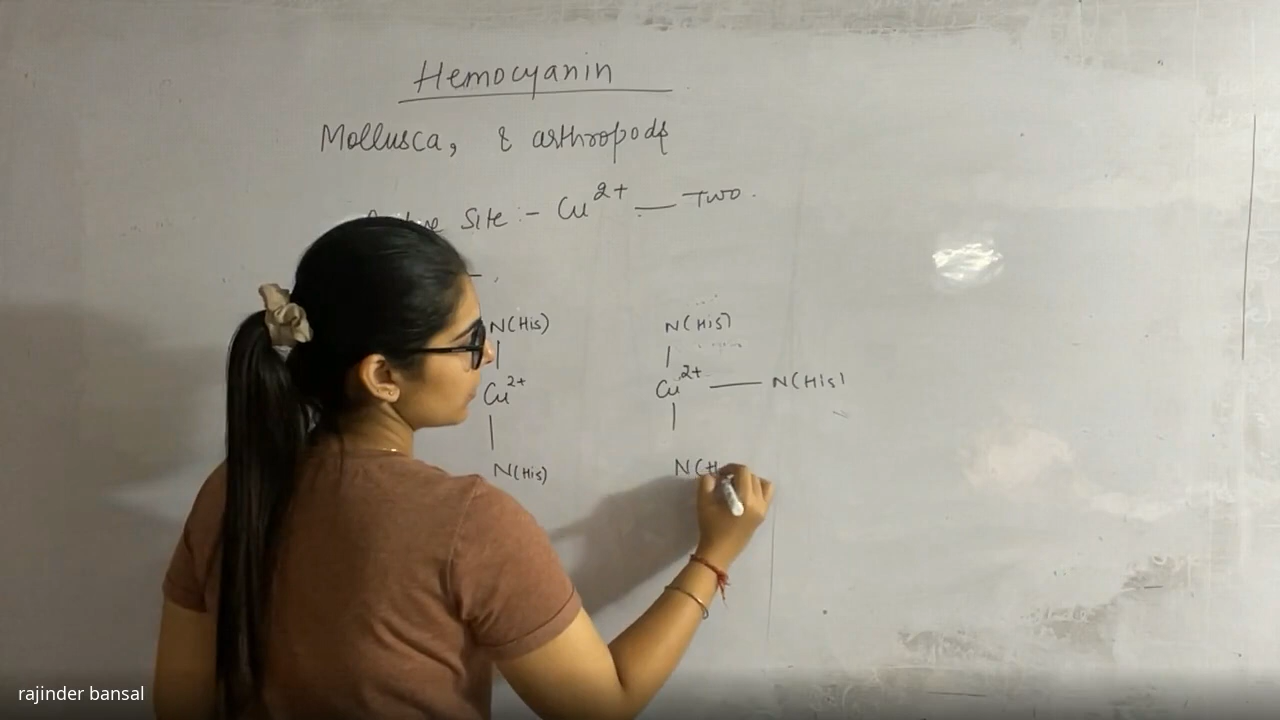 Hemocyanin
Mollusca, & arthropods
Site :- Cu2+ — Two.
N(His) N(His)
Cu2+ Cu2+ — N(His)
N(His) N(H
rajinder bansal